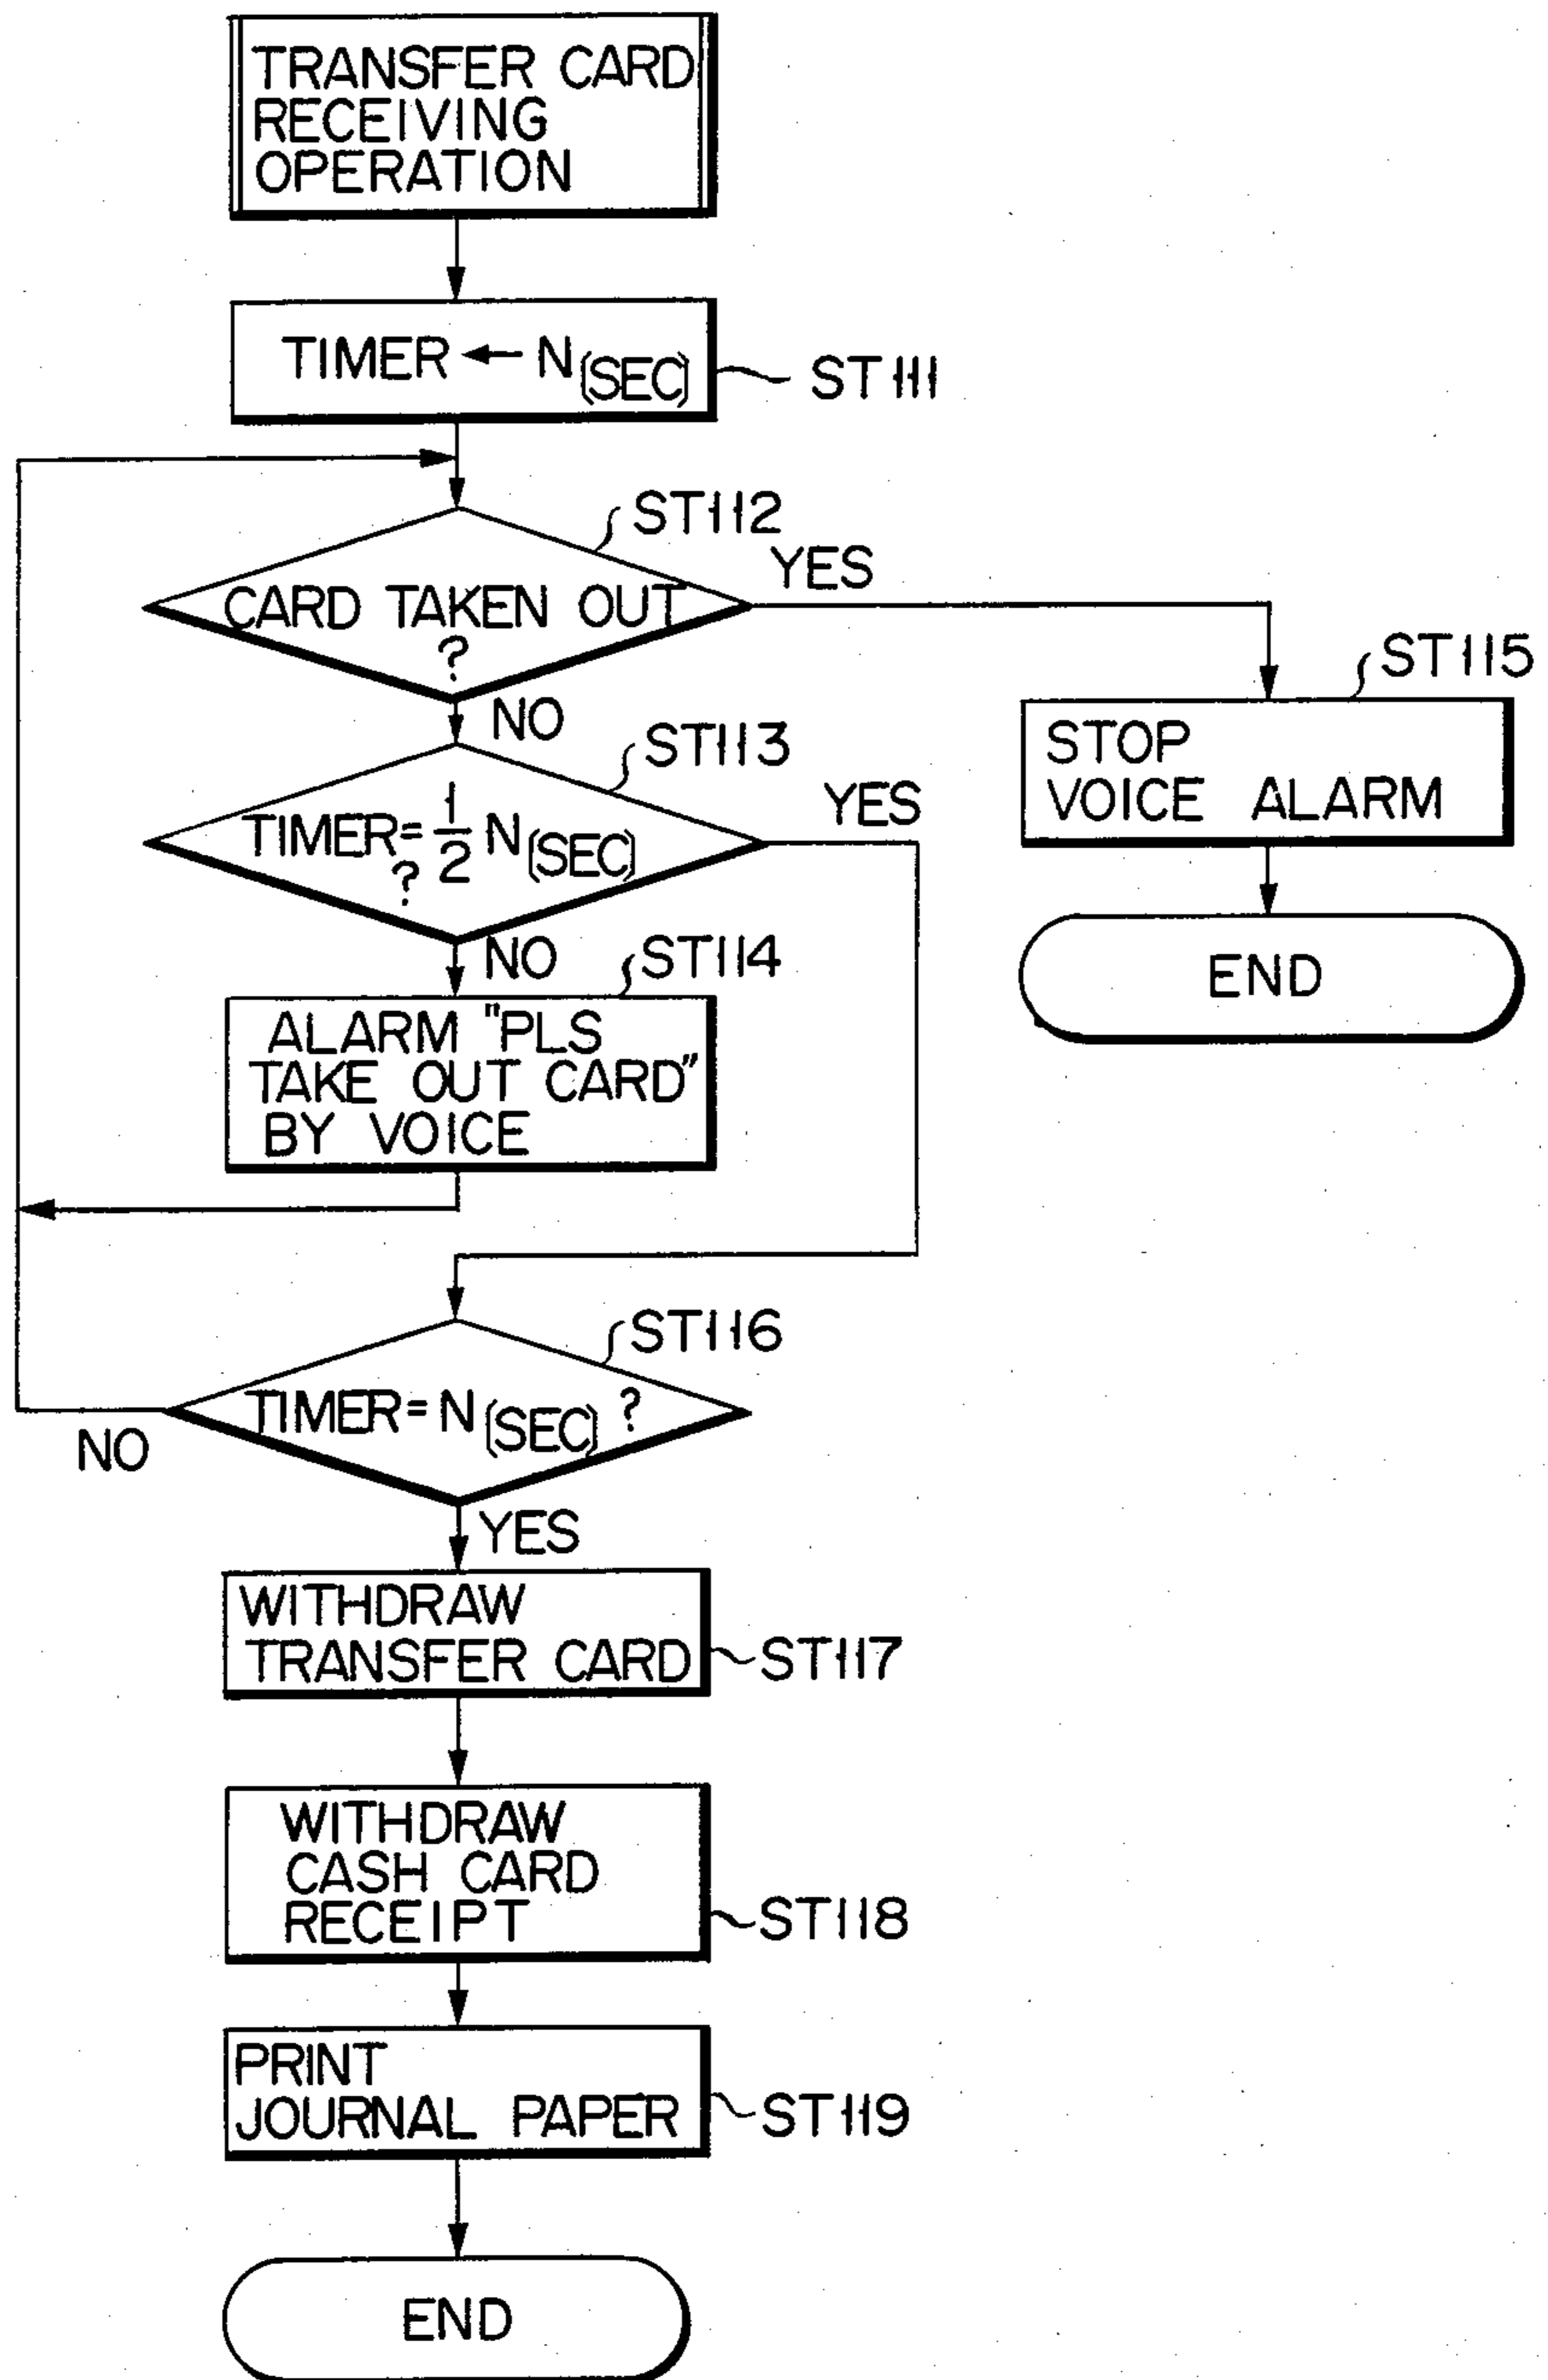 TRANSFER CARD
RECEIVING
OPERATION
TIMER ← N(SEC)
ST111
ST112
YES
CARD TAKEN OUT
?
NO
ST115
STOP
VOICE ALARM
END
ST113
YES
TIMER = 1/2 N(SEC)
?
NO
ST114
ALARM "PLS
TAKE OUT CARD"
BY VOICE
ST116
TIMER = N(SEC) ?
NO
YES
WITHDRAW
TRANSFER CARD
ST117
WITHDRAW
CASH CARD
RECEIPT
ST118
PRINT
JOURNAL PAPER
ST119
END